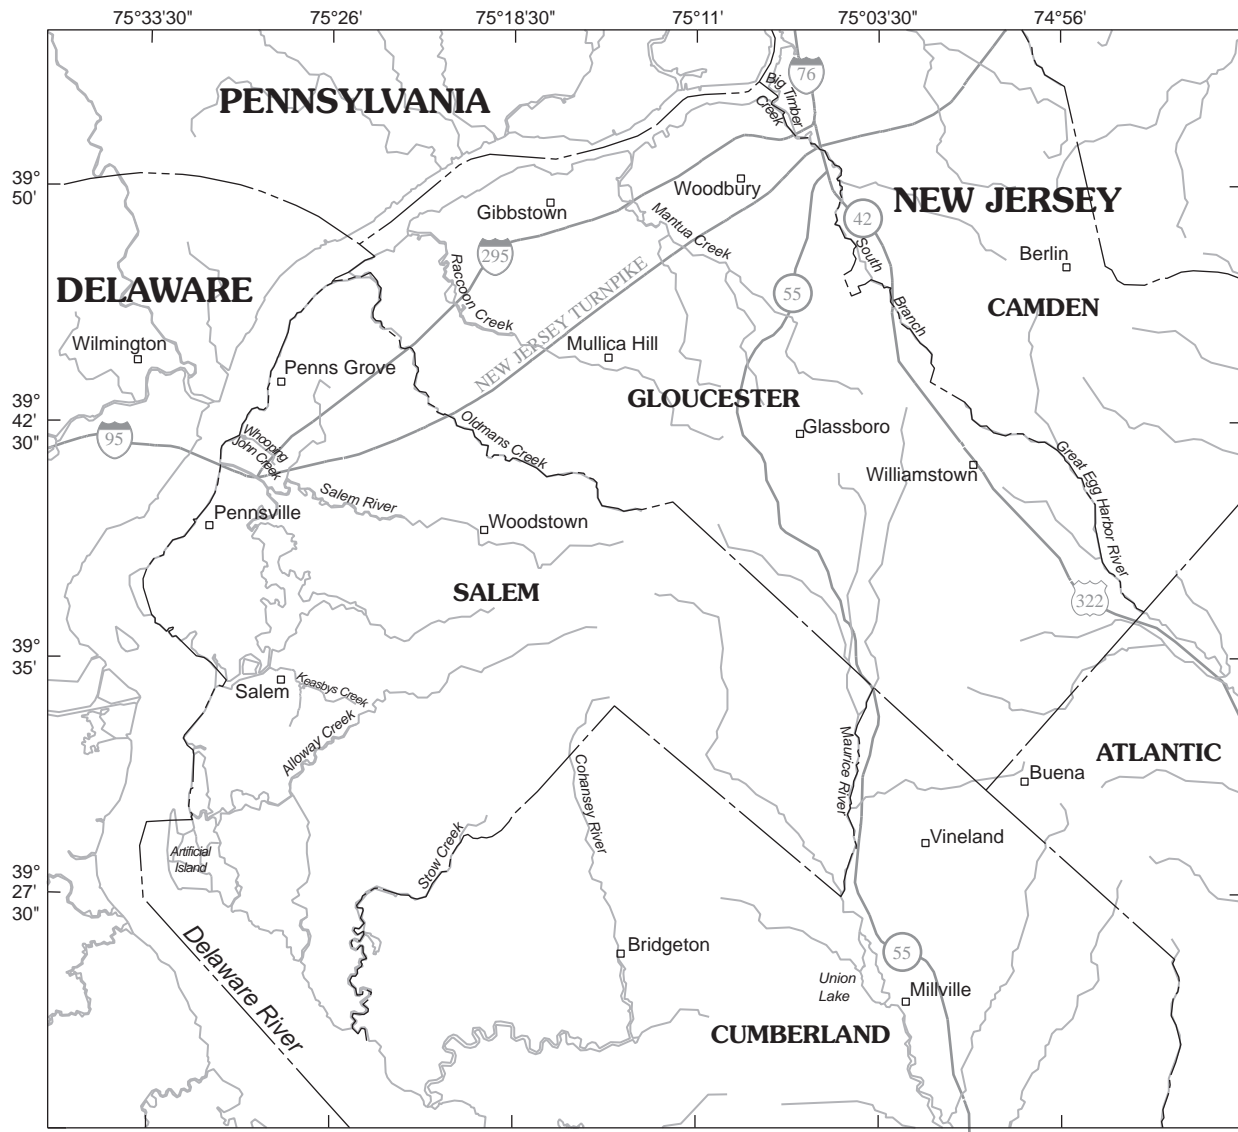 75°33'30"
75°26'
75°18'30"
75°11'
75°03'30"
74°56'
76
Big Timber
Creek
PENNSYLVANIA
39°
50'
Woodbury
NEW JERSEY
Gibbstown
Mantua Creek
42
295
South
Berlin
Raccoon Creek
DELAWARE
55
CAMDEN
Branch
NEW JERSEY TURNPIKE
Wilmington
Mullica Hill
Penns Grove
GLOUCESTER
39°
42'
30"
95
Whooping
John Creek
Oldmans Creek
Glassboro
Williamstown
Great Egg Harbor River
Salem River
Pennsville
Woodstown
SALEM
322
39°
35'
Salem
Keasbys Creek
Alloway Creek
Maurice River
ATLANTIC
Buena
Cohansey River
Stow Creek
Vineland
Artificial
Island
39°
27'
30"
Delaware River
Bridgeton
55
Union
Lake
Millville
CUMBERLAND